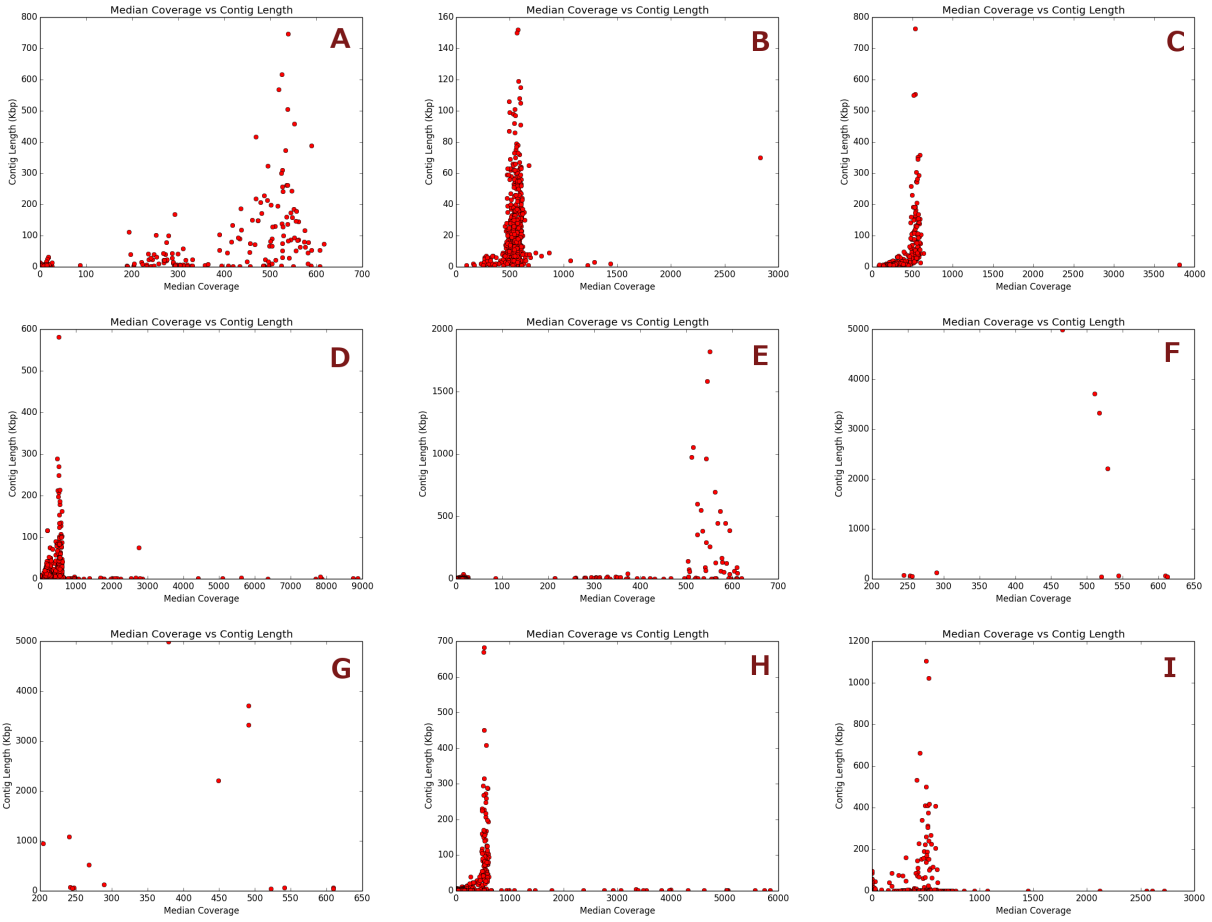 Median Coverage vs Contig Length
Median Coverage vs Contig Length
Median Coverage vs Contig Length
800
700
600
500
400
300
200
100
0
Contig Length (Kbp)
A
0 100 200 300 400 500 600 700
Median Coverage
160
140
120
100
80
60
40
20
0
Contig Length (Kbp)
B
0 500 1000 1500 2000 2500 3000
Median Coverage
800
700
600
500
400
300
200
100
0
Contig Length (Kbp)
C
0 500 1000 1500 2000 2500 3000 3500 4000
Median Coverage
Median Coverage vs Contig Length
Median Coverage vs Contig Length
Median Coverage vs Contig Length
600
500
400
300
200
100
0
Contig Length (Kbp)
D
0 1000 2000 3000 4000 5000 6000 7000 8000 9000
Median Coverage
2000
1500
1000
500
0
Contig Length (Kbp)
E
0 100 200 300 400 500 600 700
Median Coverage
5000
4000
3000
2000
1000
0
Contig Length (Kbp)
F
200 250 300 350 400 450 500 550 600 650
Median Coverage
Median Coverage vs Contig Length
Median Coverage vs Contig Length
Median Coverage vs Contig Length
5000
4000
3000
2000
1000
0
Contig Length (Kbp)
G
200 250 300 350 400 450 500 550 600 650
Median Coverage
700
600
500
400
300
200
100
0
Contig Length (Kbp)
H
0 1000 2000 3000 4000 5000 6000
Median Coverage
1200
1000
800
600
400
200
0
Contig Length (Kbp)
I
0 500 1000 1500 2000 2500 3000
Median Coverage